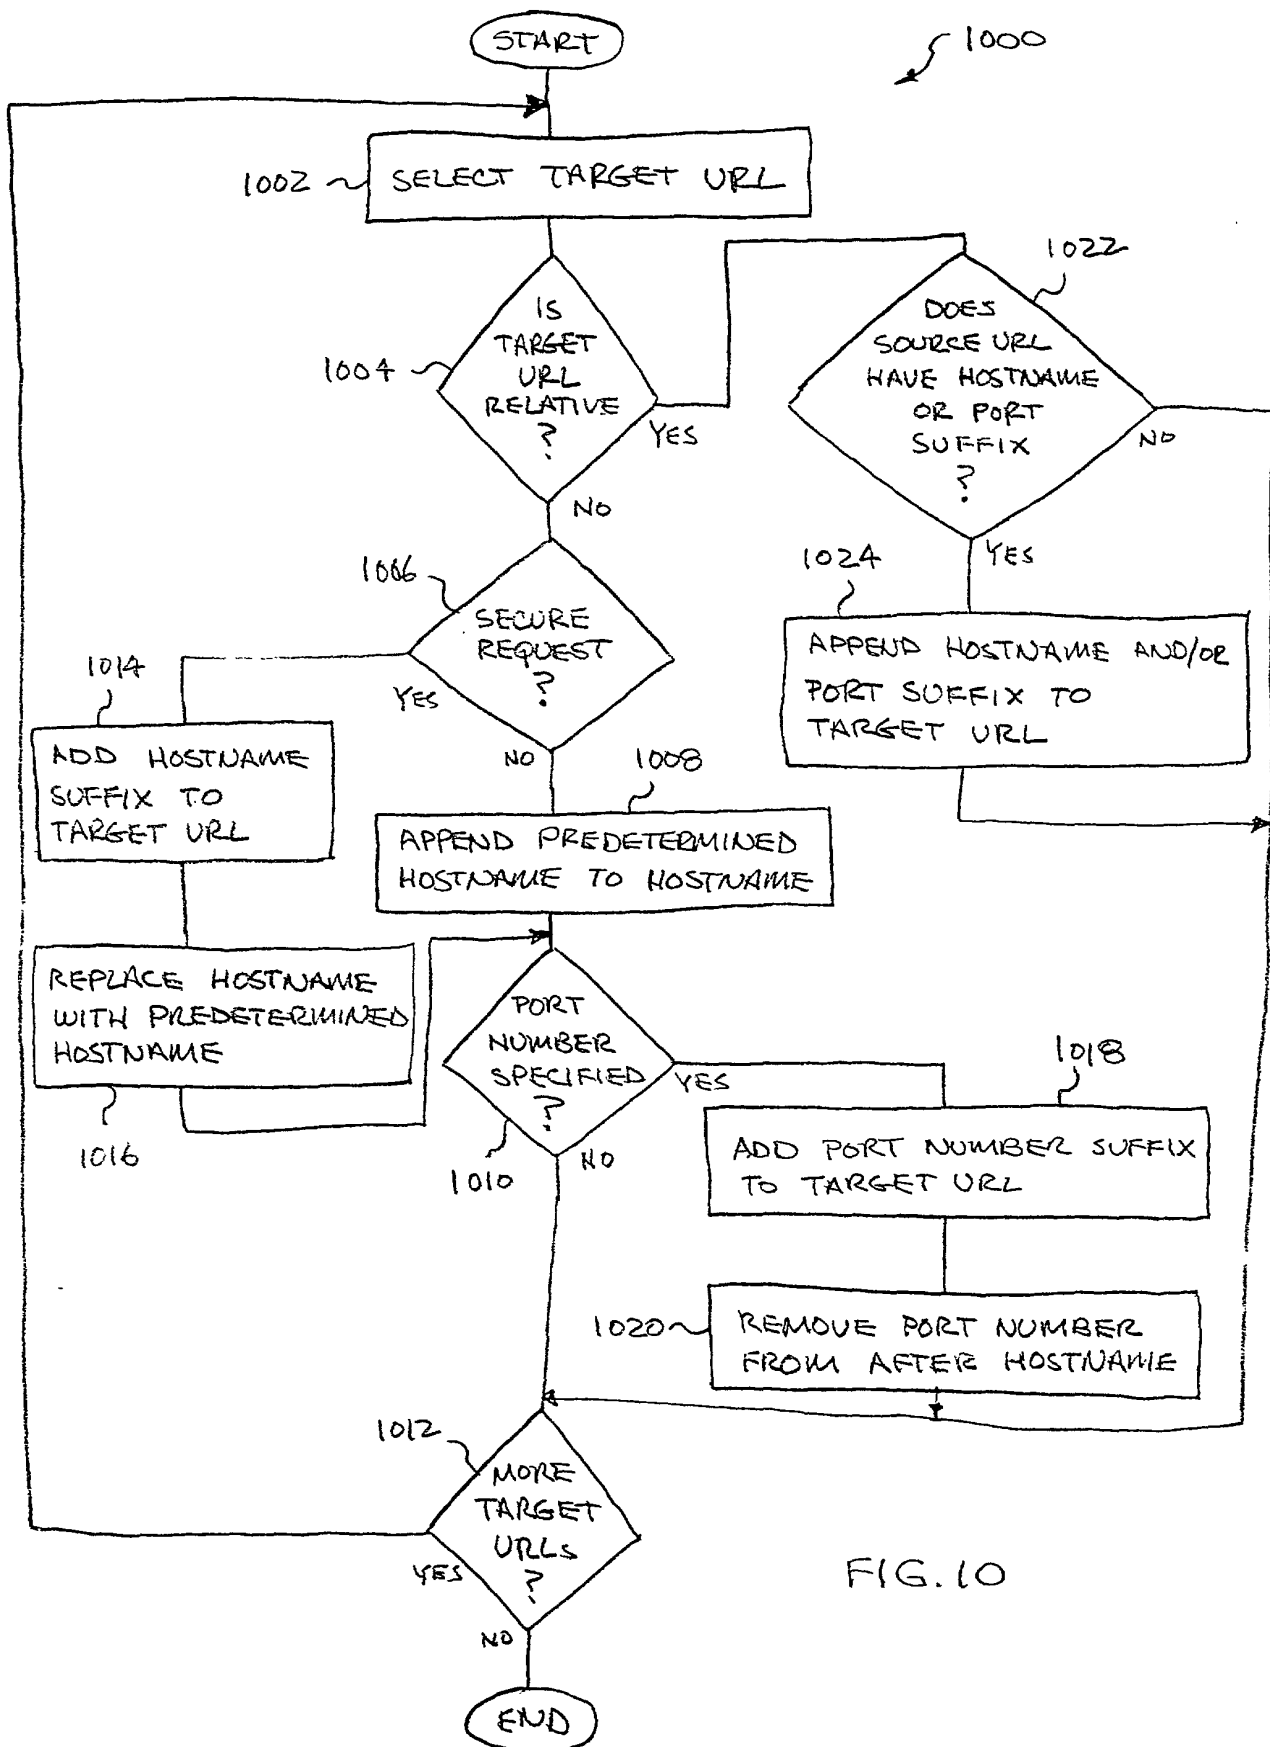 START
1000
1002
SELECT TARGET URL
1022
IS
TARGET
URL
RELATIVE
?
1004
YES
NO
DOES
SOURCE URL
HAVE HOSTNAME
OR PORT
SUFFIX
?
NO
YES
1006
SECURE
REQUEST
?
YES
NO
1024
APPEND HOSTNAME AND/OR
PORT SUFFIX TO
TARGET URL
1014
ADD HOSTNAME
SUFFIX TO
TARGET URL
1008
APPEND PREDETERMINED
HOSTNAME TO HOSTNAME
REPLACE HOSTNAME
WITH PREDETERMINED
HOSTNAME
1016
PORT
NUMBER
SPECIFIED
?
YES
1010
NO
1018
ADD PORT NUMBER SUFFIX
TO TARGET URL
1020
REMOVE PORT NUMBER
FROM AFTER HOSTNAME
1012
MORE
TARGET
URLs
?
YES
NO
FIG. 10
END